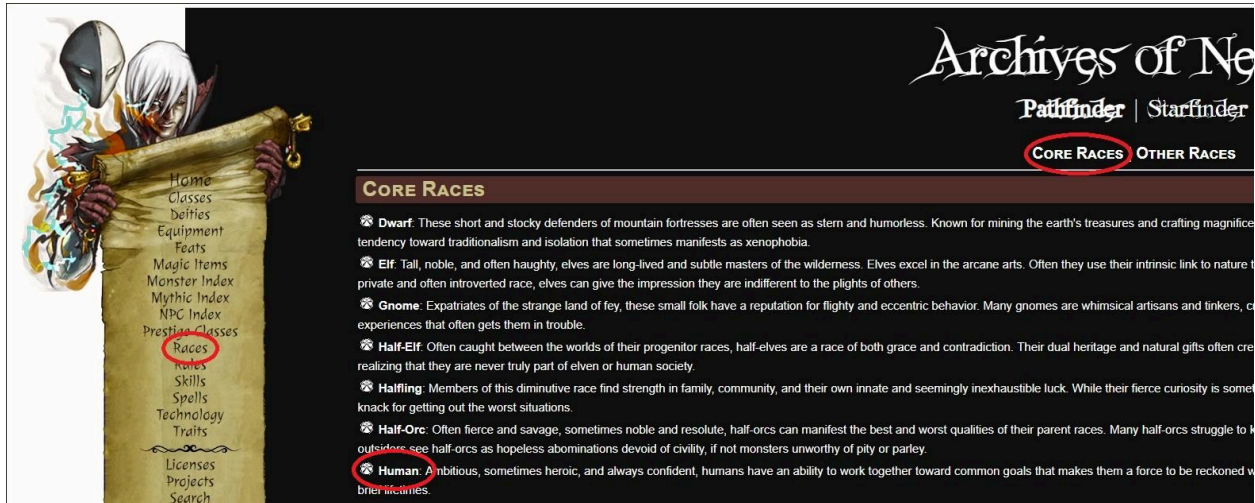 Archives of Ne
Pathfinder | Starfinder
CORE RACES OTHER RACES
Home
Classes
Deities
Equipment
Feats
Magic Items
Monster Index
Mythic Index
NPC Index
Prestige Classes
Races
Rules
Skills
Spells
Technology
Traits
Licenses
Projects
Search
CORE RACES
Dwarf: These short and stocky defenders of mountain fortresses are often seen as stern and humorless. Known for mining the earth's treasures and crafting magnifice
tendency toward traditionalism and isolation that sometimes manifests as xenophobia.
Elf: Tall, noble, and often haughty, elves are long-lived and subtle masters of the wilderness. Elves excel in the arcane arts. Often they use their intrinsic link to nature t
private and often introverted race, elves can give the impression they are indifferent to the plights of others.
Gnome: Expatriates of the strange land of fey, these small folk have a reputation for flighty and eccentric behavior. Many gnomes are whimsical artisans and tinkers, c
experiences that often gets them in trouble.
Half-Elf: Often caught between the worlds of their progenitor races, half-elves are a race of both grace and contradiction. Their dual heritage and natural gifts often cre
realizing that they are never truly part of elven or human society.
Halfling: Members of this diminutive race find strength in family, community, and their own innate and seemingly inexhaustible luck. While their fierce curiosity is somet
knack for getting out the worst situations.
Half-Orc: Often fierce and savage, sometimes noble and resolute, half-orcs can manifest the best and worst qualities of their parent races. Many half-orcs struggle to k
outsiders see half-orcs as hopeless abominations devoid of civility, if not monsters unworthy of pity or parley.
Human: Ambitious, sometimes heroic, and always confident, humans have an ability to work together toward common goals that makes them a force to be reckoned w
brief lifetimes.